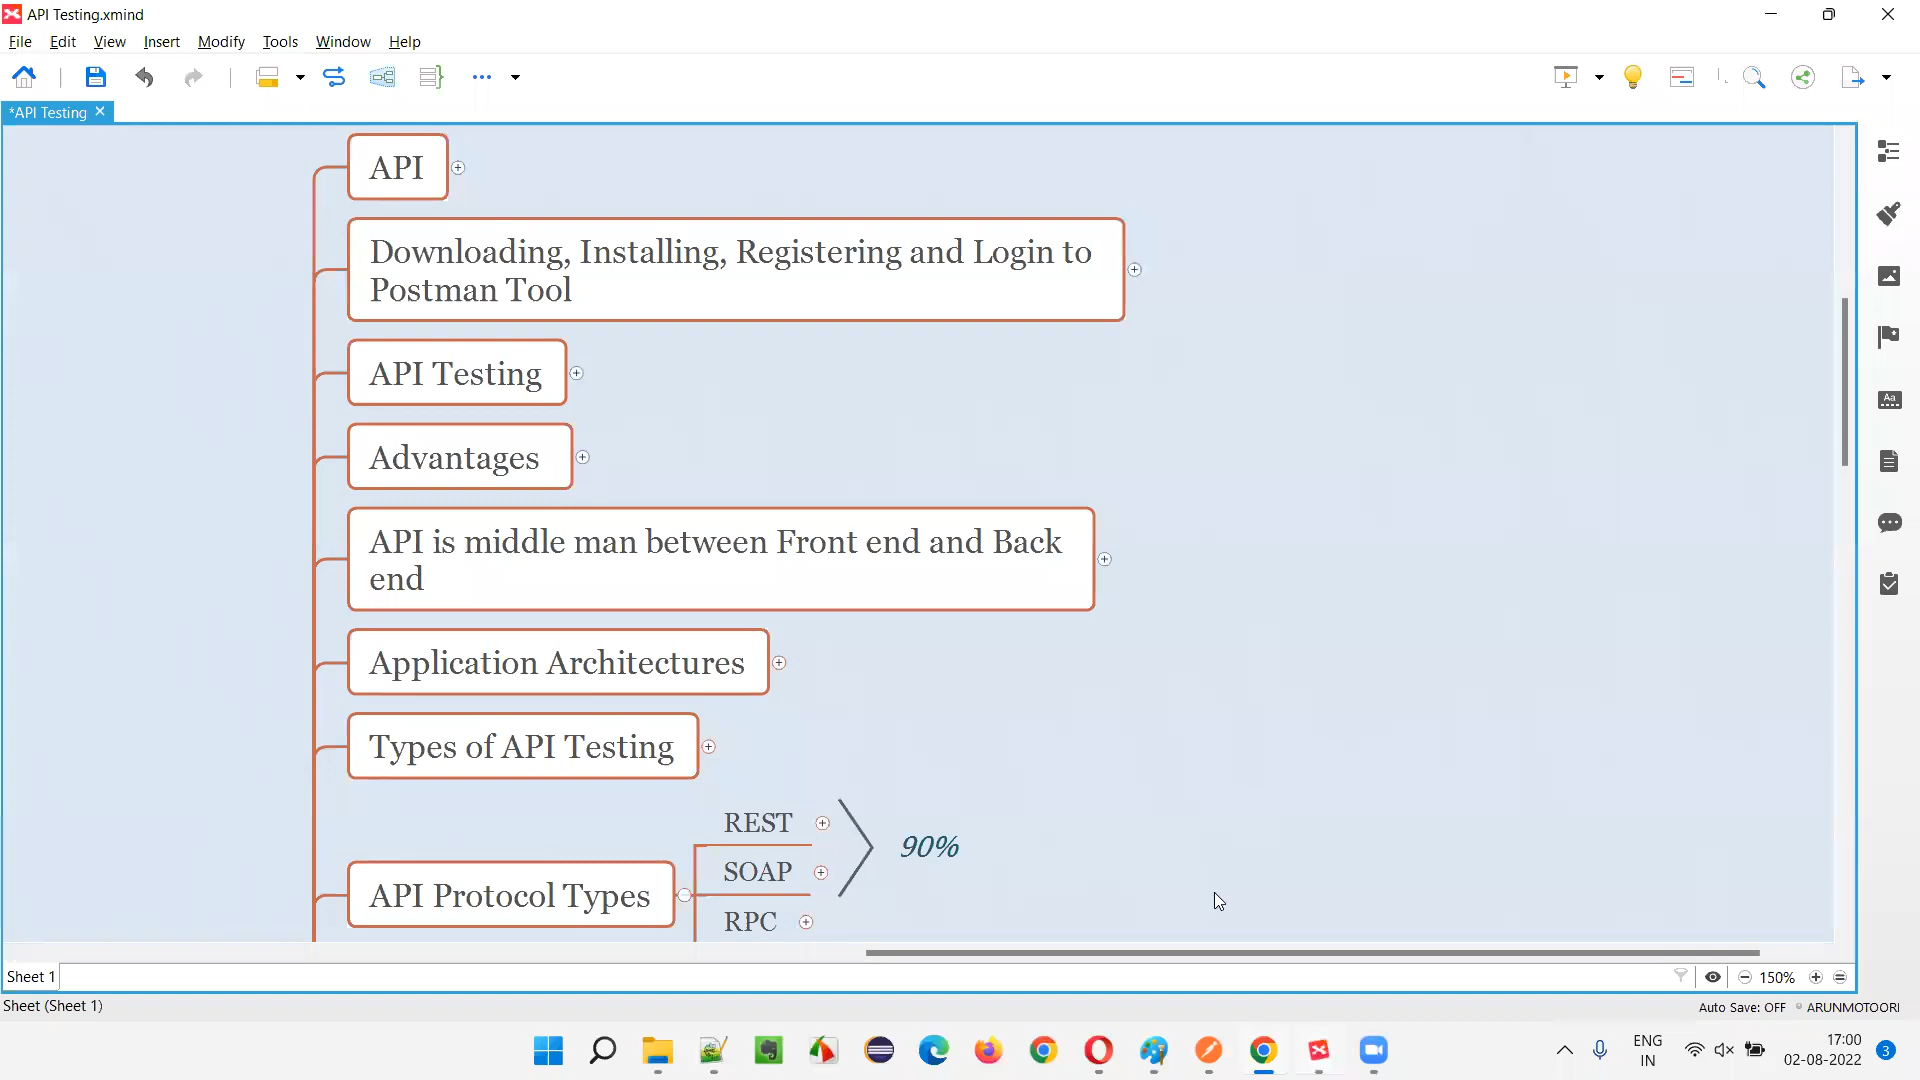 API Testing.xmind
File Edit View Insert Modify Tools Window Help
*API Testing
API
Downloading, Installing, Registering and Login to
Postman Tool
API Testing
Advantages
API is middle man between Front end and Back
end
Application Architectures
Types of API Testing
REST
90%
SOAP
API Protocol Types
RPC
Sheet 1
150%
Sheet (Sheet 1)
Auto Save: OFF
ARUNMOTOORI
ENG
IN
17:00
02-08-2022
3
Aa